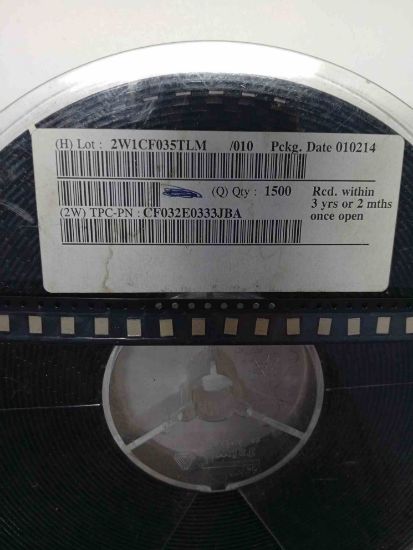 (H) Lot : 2W1CF035TLM /010 Pckg. Date 010214
(Q) Qty : 1500 Rcd. within
3 yrs or 2 mths
(2W) TPC-PN : CF032E0333JBA once open